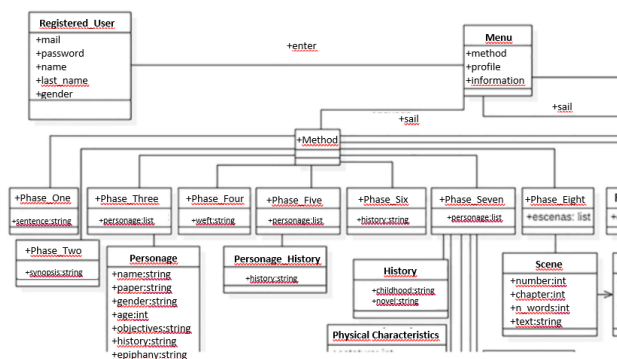 Registered_User
+mail
+password
+name
+last_name
+gender
+enter
Menu
+method
+profile
+information
+sail
+sail
+Method
+Phase_One
+sentence:string
+Phase_Two
+synopsis:string
+Phase_Three
+personage:list
+Phase_Four
+weft:string
+Phase_Five
+personage:list
+Phase_Six
+history:string
+Phase_Seven
+personage:list
+Phase_Eight
+escenas: list
Personage
+name:string
+paper:string
+gender:string
+age:int
+objectives:string
+history:string
+epiphany:string
Personage_History
+history:string
History
+childhood:string
+novel:string
Physical Characteristics
Scene
+number:int
+chapter:int
+n_words:int
+text:string